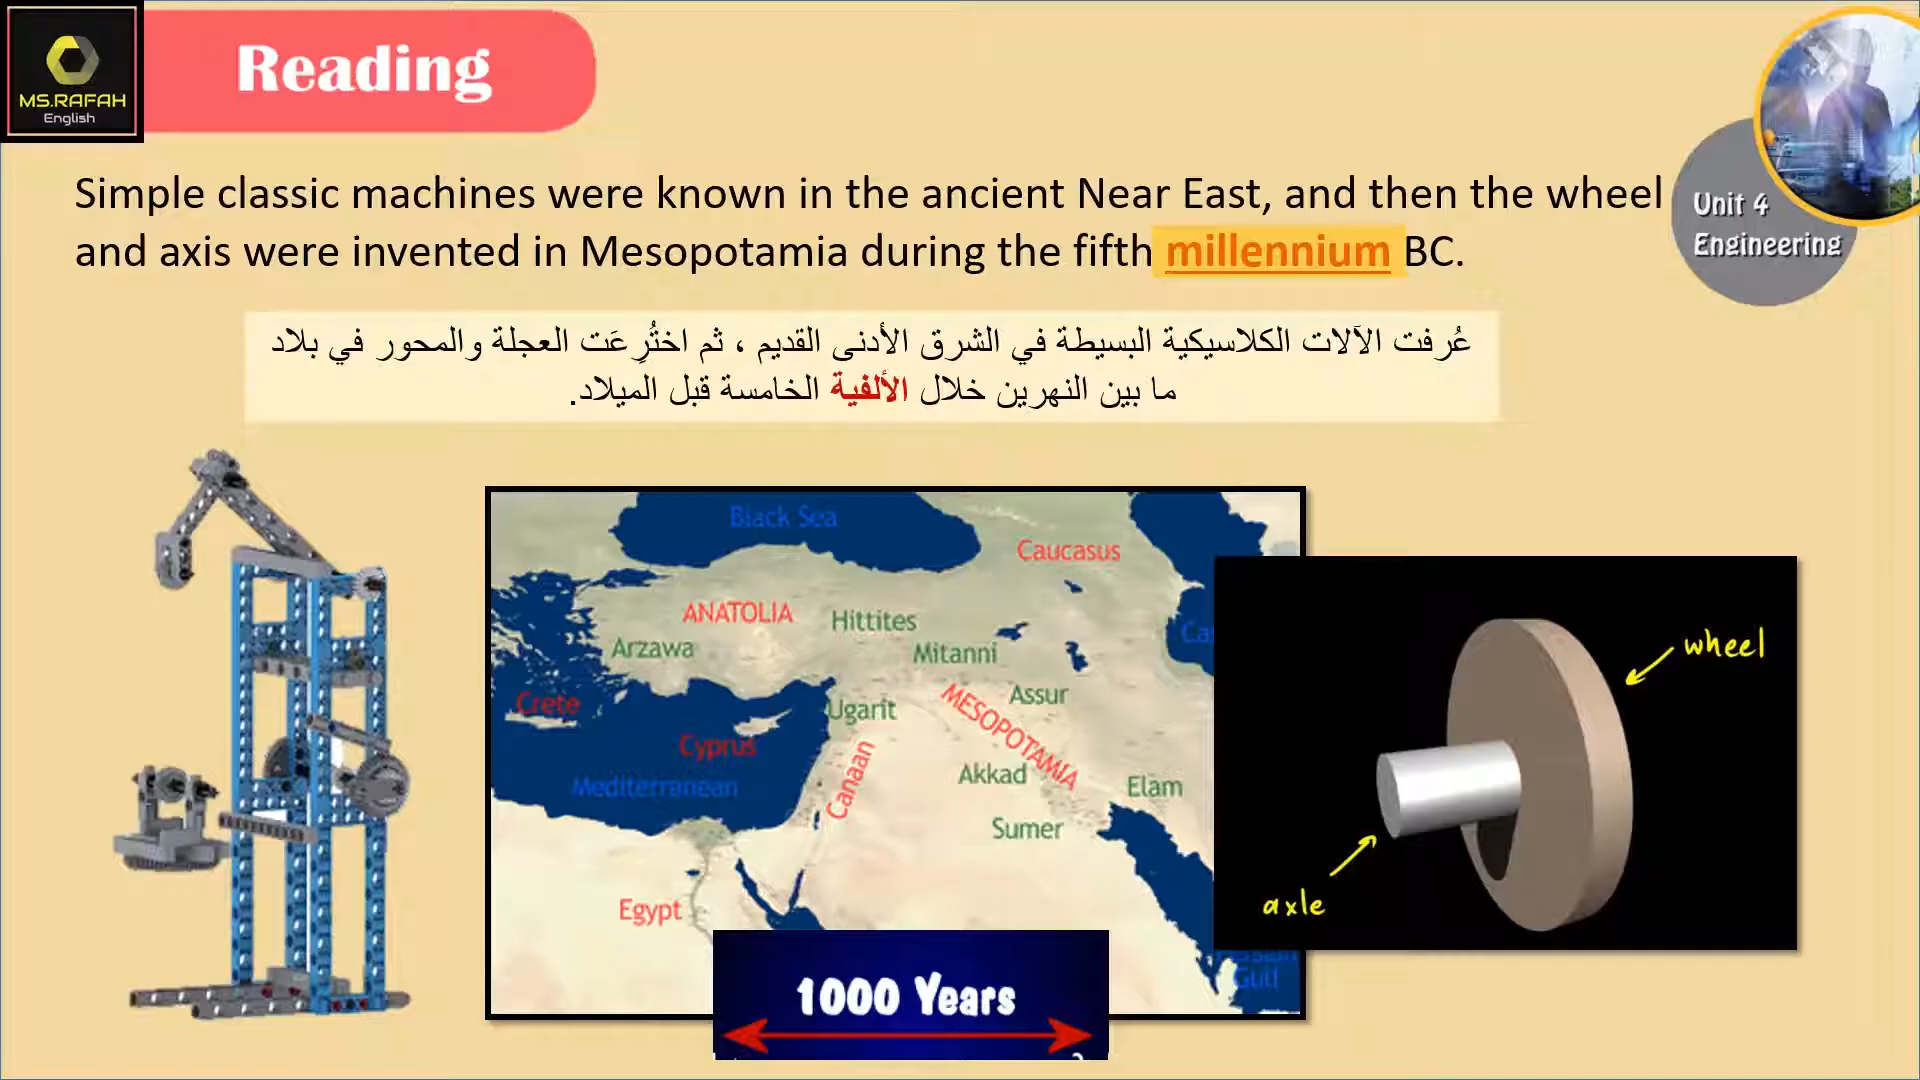 MS.RAFAH
English
Reading
Unit 4
Engineering
Simple classic machines were known in the ancient Near East, and then the wheel
and axis were invented in Mesopotamia during the fifth millennium BC.
عُرفت الآلات الكلاسيكية البسيطة في الشرق الأدنى القديم ، ثم اختُرِعَت العجلة والمحور في بلاد
ما بين النهرين خلال الألفية الخامسة قبل الميلاد.
Black Sea
Caucasus
ANATOLIA
Hittites
Arzawa
Mitanni
Assur
Crete
Ugarit
MESOPOTAMIA
Cyprus
Canaan
Akkad
Mediterranean
Elam
Sumer
Egypt
Gulf
wheel
axle
1000 Years